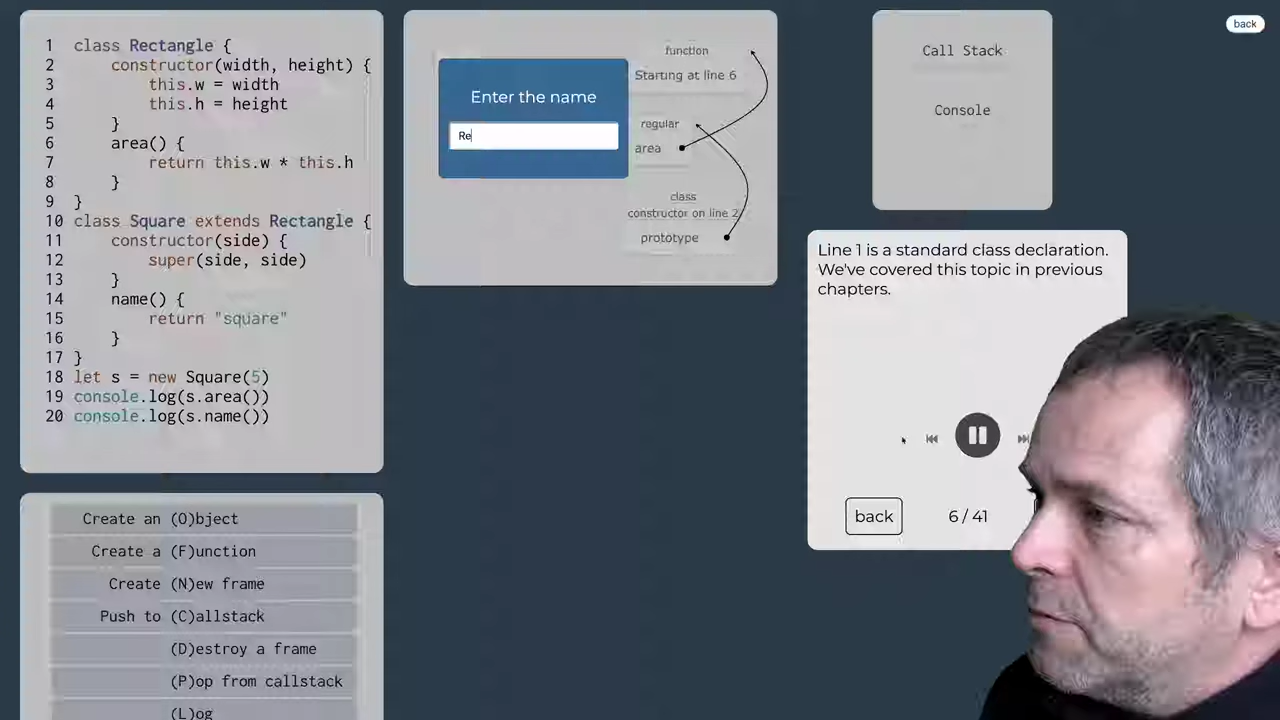 back
1 class Rectangle {
2 constructor(width, height) {
3 this.w = width
4 this.h = height
5 }
6 area() {
7 return this.w * this.h
8 }
9 }
10 class Square extends Rectangle {
11 constructor(side) {
12 super(side, side)
13 }
14 name() {
15 return "square"
16 }
17 }
18 let s = new Square(5)
19 console.log(s.area())
20 console.log(s.name())
Enter the name
Re
function
Starting at line 6
regular
area
class
constructor on line 2
prototype
Call Stack
Console
Line 1 is a standard class declaration.
We've covered this topic in previous
chapters.
back
6 / 41
Create an (O)bject
Create a (F)unction
Create (N)ew frame
Push to (C)allstack
(D)estroy a frame
(P)op from callstack
(L)og